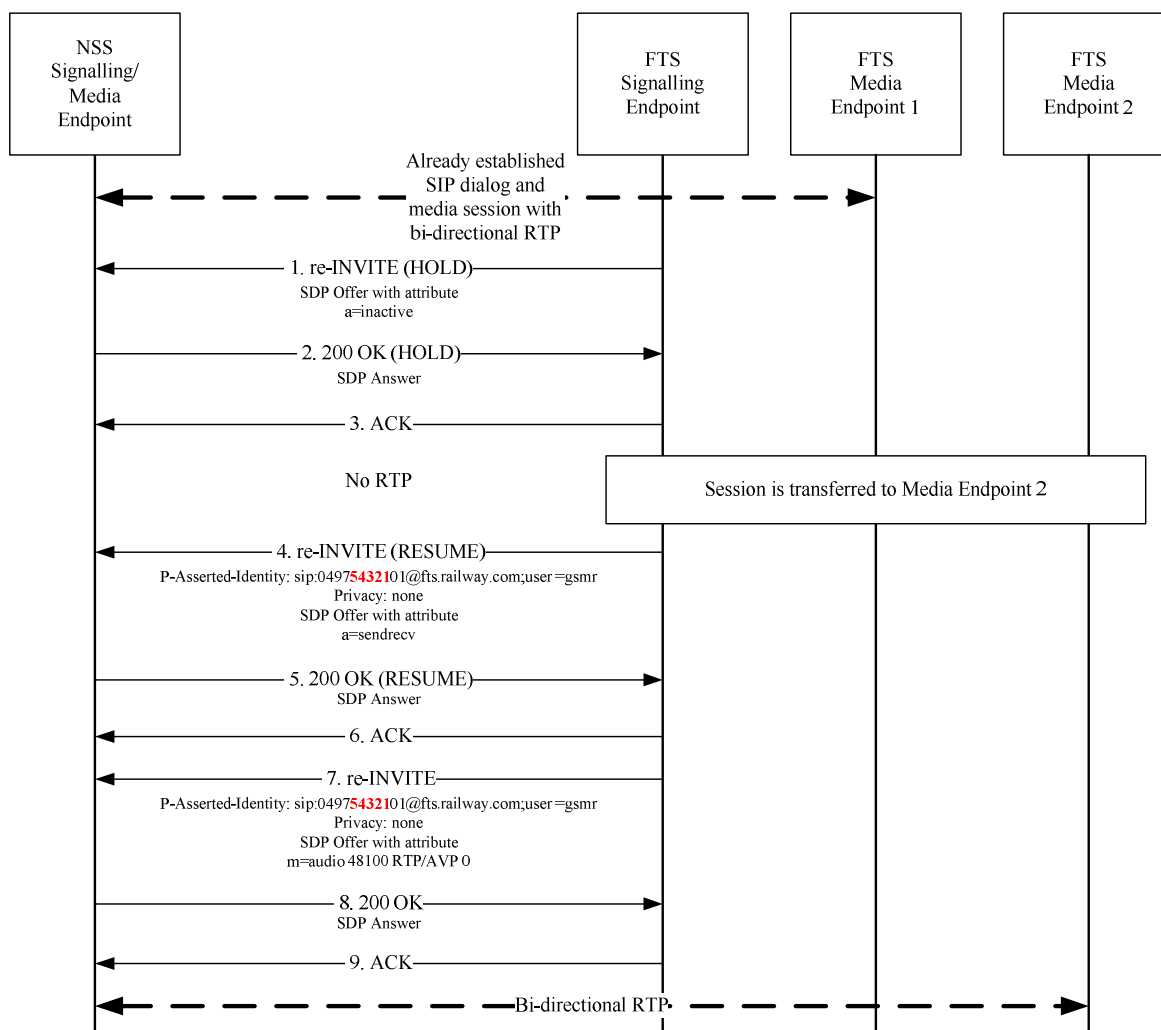 NSS
Signalling/
Media
Endpoint
FTS
Signalling
Endpoint
FTS
Media
Endpoint 1
FTS
Media
Endpoint 2
Already established
SIP dialog and
media session with
bi-directional RTP
1. re-INVITE (HOLD)
SDP Offer with attribute
a=inactive
2. 200 OK (HOLD)
SDP Answer
3. ACK
No RTP
Session is transferred to Media Endpoint 2
4. re-INVITE (RESUME)
P-Asserted-Identity: sip:04975432101@fts.railway.com;user=gsmr
Privacy: none
SDP Offer with attribute
a=sendrecv
5. 200 OK (RESUME)
SDP Answer
6. ACK
7. re-INVITE
P-Asserted-Identity: sip:04975432101@fts.railway.com;user=gsmr
Privacy: none
SDP Offer with attribute
m=audio 48100 RTP/AVP 0
8. 200 OK
SDP Answer
9. ACK
Bi-directional RTP